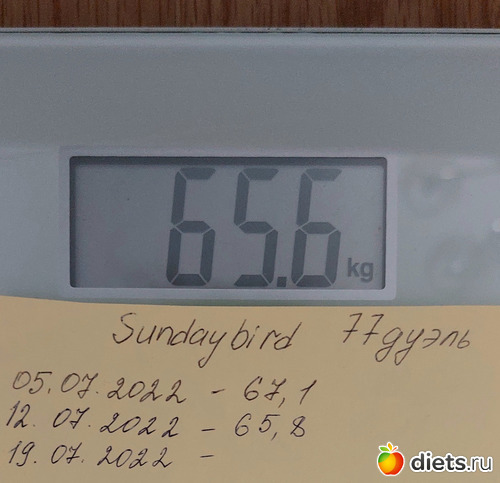 65.6 kg
Sundaybird 77дуэль
05.07.2022 - 67,1
12.07.2022 - 65,8
19.07.2022 -
diets.ru